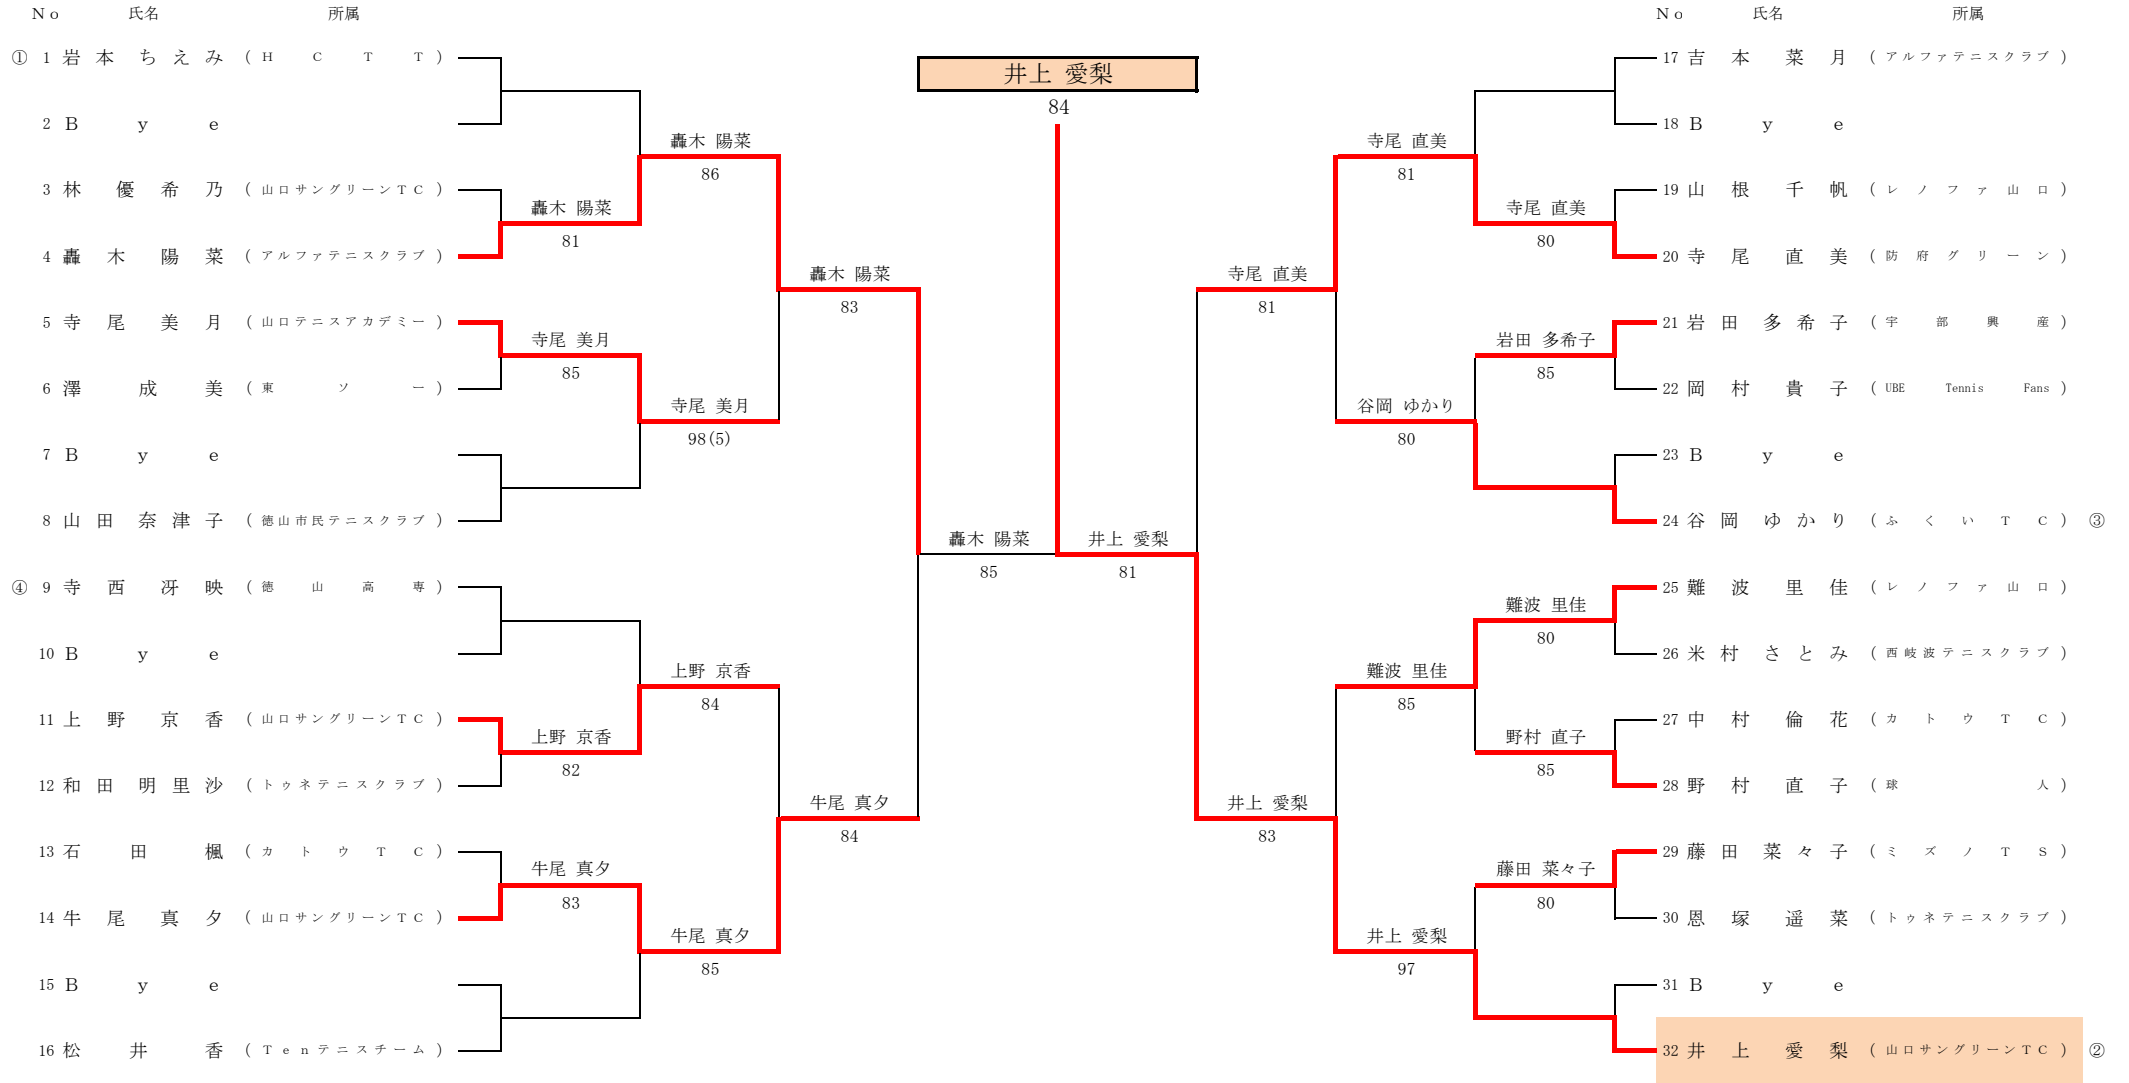 Ｎｏ 氏名 所属
① 1 岩本ちえみ (ＨＣＴＴ)
2 Ｂｙｅ
3 林優希乃 (山口サングリーンＴＣ)
4 轟木陽菜 (アルファテニスクラブ)
5 寺尾美月 (山口テニスアカデミー)
6 澤成美 (東ソー)
7 Ｂｙｅ
8 山田奈津子 (徳山市民テニスクラブ)
④ 9 寺西冴映 (徳山高専)
10 Ｂｙｅ
11 上野京香 (山口サングリーンＴＣ)
12 和田明里沙 (トゥネテニスクラブ)
13 石田楓 (カトウＴＣ)
14 牛尾真夕 (山口サングリーンＴＣ)
15 Ｂｙｅ
16 松井香 (Ｔｅｎテニスチーム)
轟木 陽菜
81
寺尾 美月
85
上野 京香
82
牛尾 真夕
83
轟木 陽菜
86
寺尾 美月
98(5)
上野 京香
84
牛尾 真夕
85
轟木 陽菜
83
牛尾 真夕
84
轟木 陽菜
85
井上 愛梨
84
井上 愛梨
81
寺尾 直美
81
井上 愛梨
83
寺尾 直美
81
谷岡 ゆかり
80
難波 里佳
85
井上 愛梨
97
寺尾 直美
80
岩田 多希子
85
難波 里佳
80
野村 直子
85
藤田 菜々子
80
Ｎｏ 氏名 所属
17 吉本菜月 (アルファテニスクラブ)
18 Ｂｙｅ
19 山根千帆 (レノファ山口)
20 寺尾直美 (防府グリーン)
21 岩田多希子 (宇部興産)
22 岡村貴子 (UBE Tennis Fans)
23 Ｂｙｅ
24 谷岡ゆかり (ふくいＴＣ) ③
25 難波里佳 (レノファ山口)
26 米村さとみ (西岐波テニスクラブ)
27 中村倫花 (カトウＴＣ)
28 野村直子 (球人)
29 藤田菜々子 (ミズノＴＳ)
30 恩塚遥菜 (トゥネテニスクラブ)
31 Ｂｙｅ
32 井上愛梨 (山口サングリーンＴＣ) ②